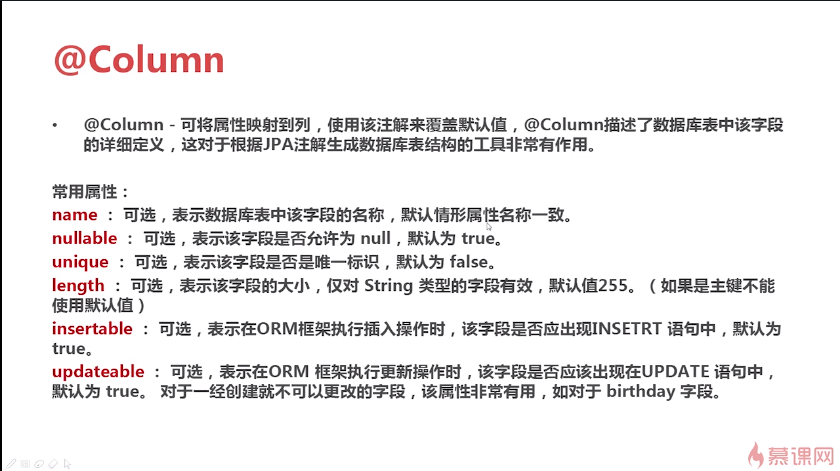 @Column
• @Column - 可将属性映射到列，使用该注解来覆盖默认值，@Column描述了数据库表中该字段
的详细定义，这对于根据JPA注解生成数据库表结构的工具非常有作用。
常用属性：
name ： 可选，表示数据库表中该字段的名称，默认情形属性名称一致。
nullable ： 可选，表示该字段是否允许为 null，默认为 true。
unique ： 可选，表示该字段是否是唯一标识，默认为 false。
length ： 可选，表示该字段的大小，仅对 String 类型的字段有效，默认值255。（如果是主键不能
使用默认值）
insertable ： 可选，表示在ORM框架执行插入操作时，该字段是否应出现INSETRT 语句中，默认为
true。
updateable ： 可选，表示在ORM 框架执行更新操作时，该字段是否应该出现在UPDATE 语句中，
默认为 true。 对于一经创建就不可以更改的字段，该属性非常有用，如对于 birthday 字段。
慕课网